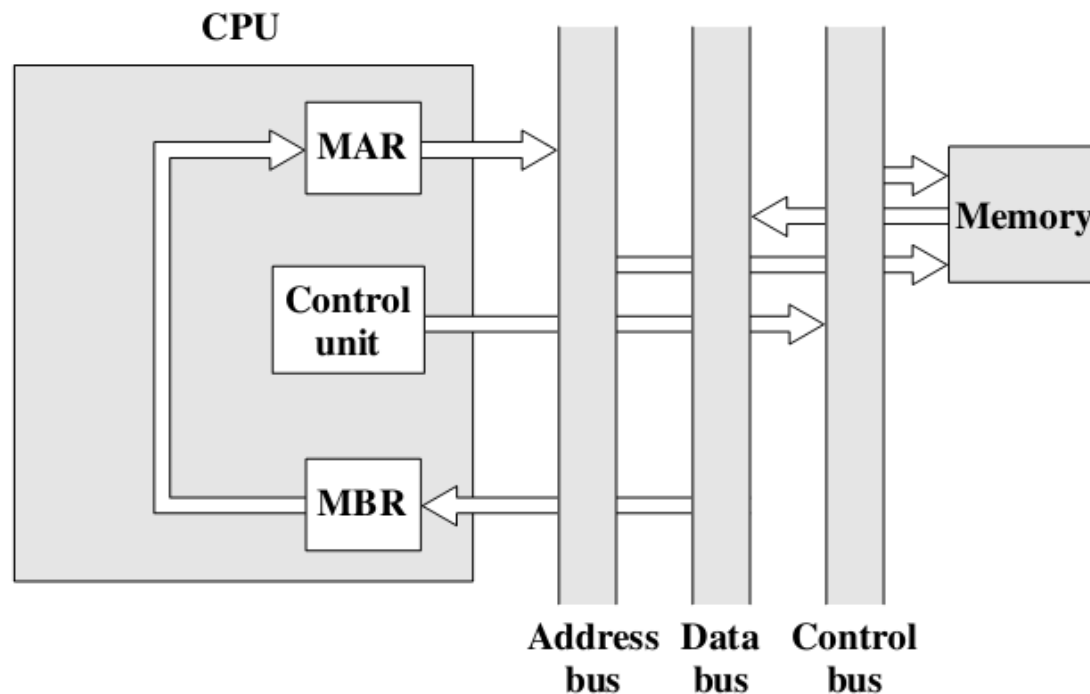 CPU
MAR
Memory
Control
unit
MBR
Address
bus
Data
bus
Control
bus